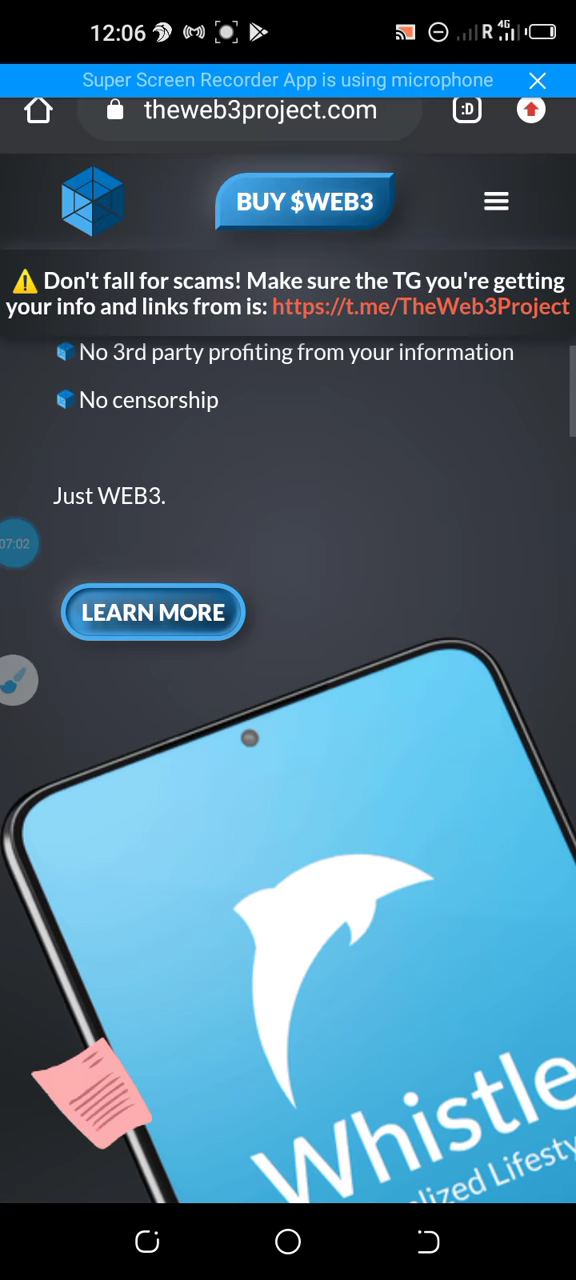 12:06
R 4G
Super Screen Recorder App is using microphone
:D
theweb3project.com
BUY $WEB3
⚠️ Don't fall for scams! Make sure the TG you're getting
your info and links from is: https://t.me/TheWeb3Project
No 3rd party profiting from your information
No censorship
Just WEB3.
07:02
LEARN MORE
Whistle
lized Lifesty